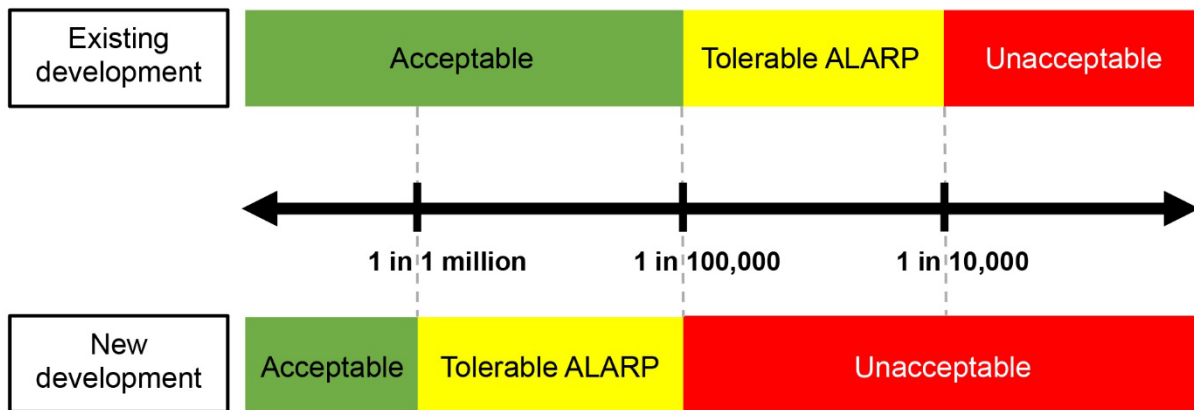 Existing
development
Acceptable
Tolerable ALARP
Unacceptable
1 in 1 million
1 in 100,000
1 in 10,000
New
development
Acceptable
Tolerable ALARP
Unacceptable